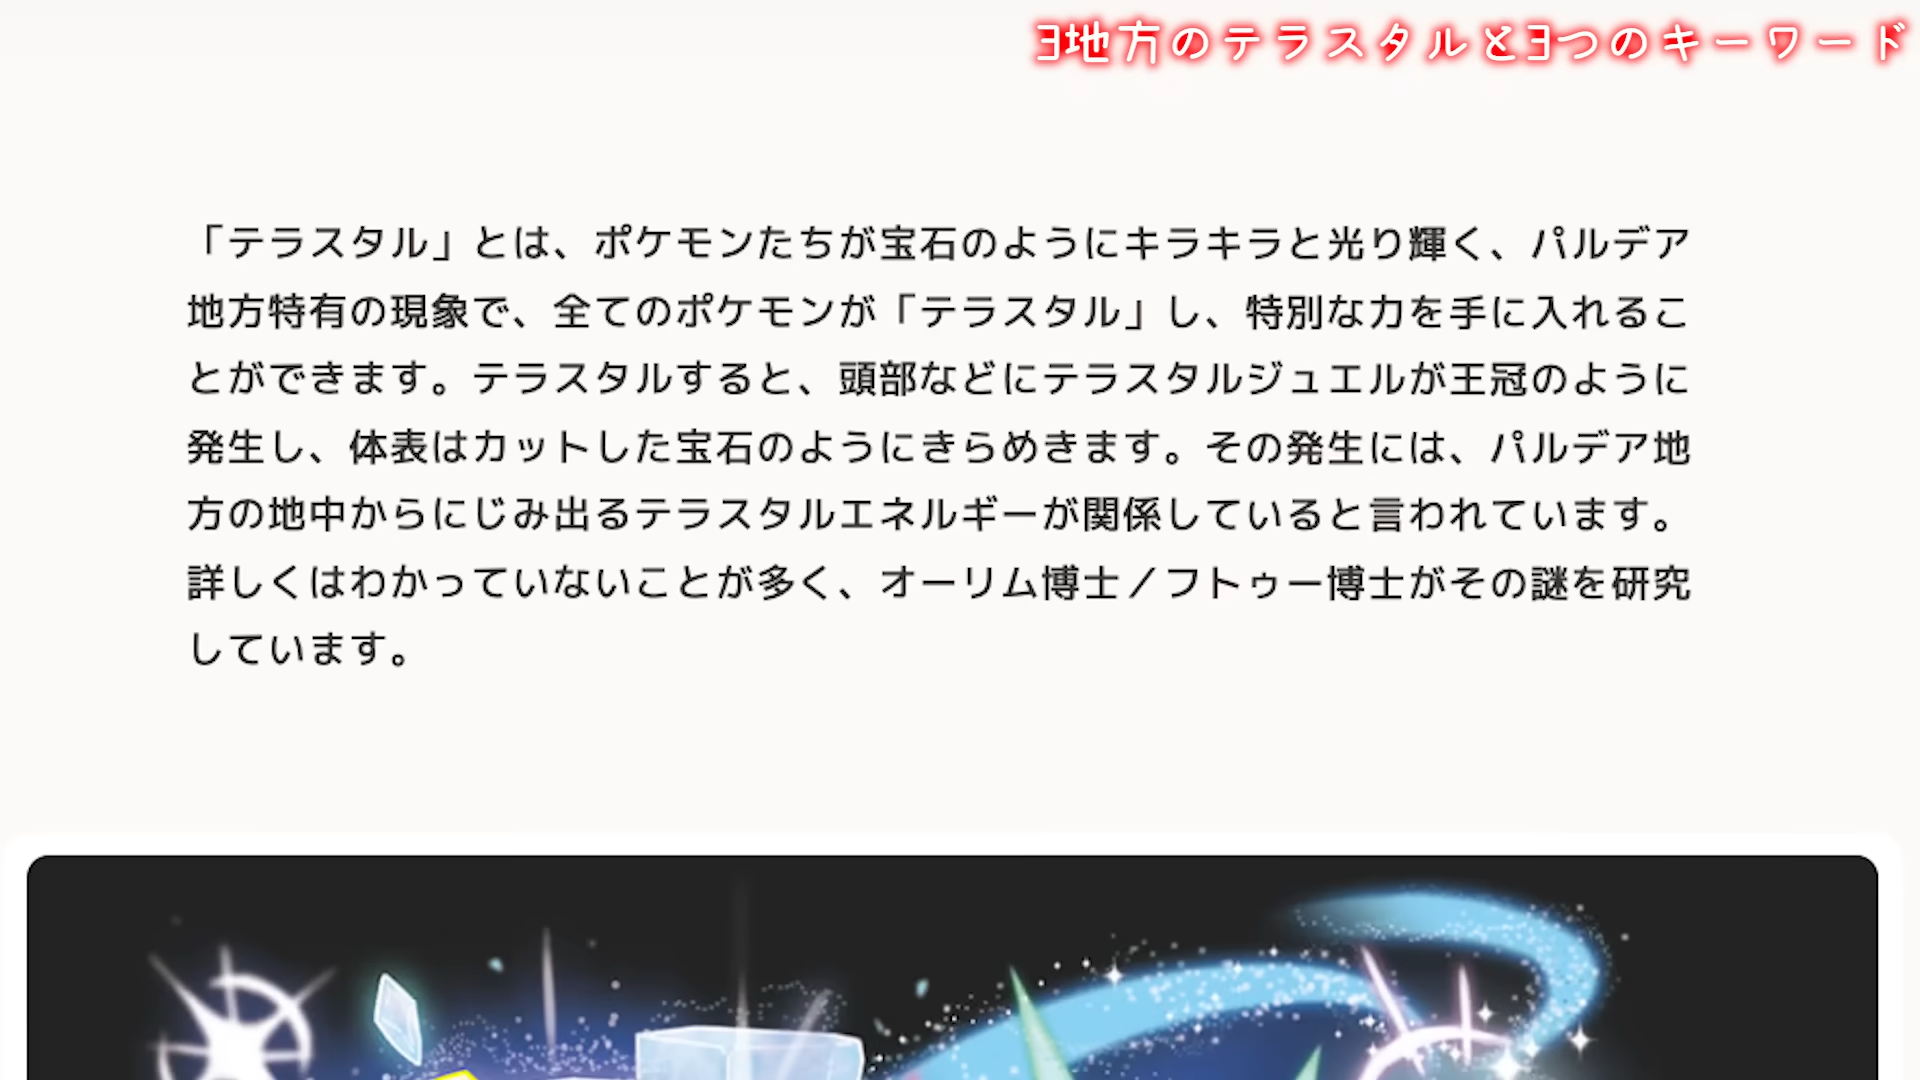 3地方のテラスタルと3つのキーワード
「テラスタル」とは、ポケモンたちが宝石のようにキラキラと光り輝く、パルデア
地方特有の現象で、全てのポケモンが「テラスタル」し、特別な力を手に入れるこ
とができます。テラスタルすると、頭部などにテラスタルジュエルが王冠のように
発生し、体表はカットした宝石のようにきらめきます。その発生には、パルデア地
方の地中からにじみ出るテラスタルエネルギーが関係していると言われています。
詳しくはわかっていないことが多く、オーリム博士／フトゥー博士がその謎を研究
しています。